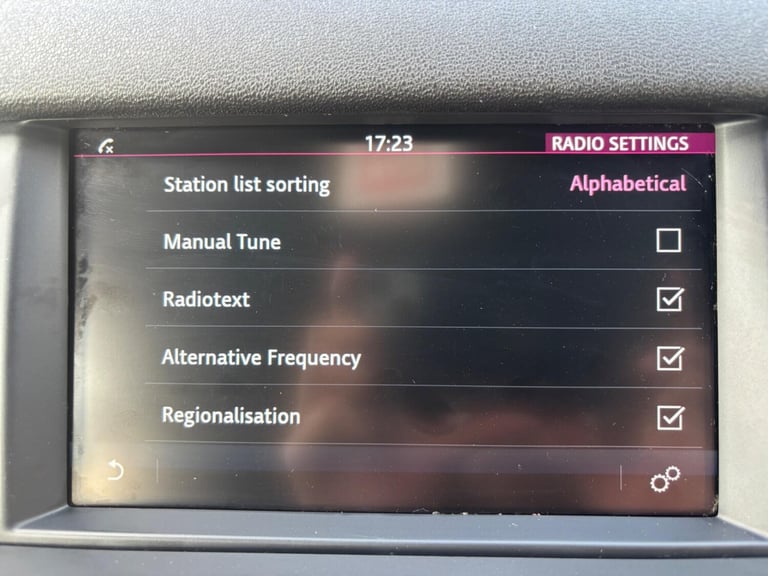 17:23
RADIO SETTINGS
Station list sorting
Alphabetical
Manual Tune
Radiotext
Alternative Frequency
Regionalisation